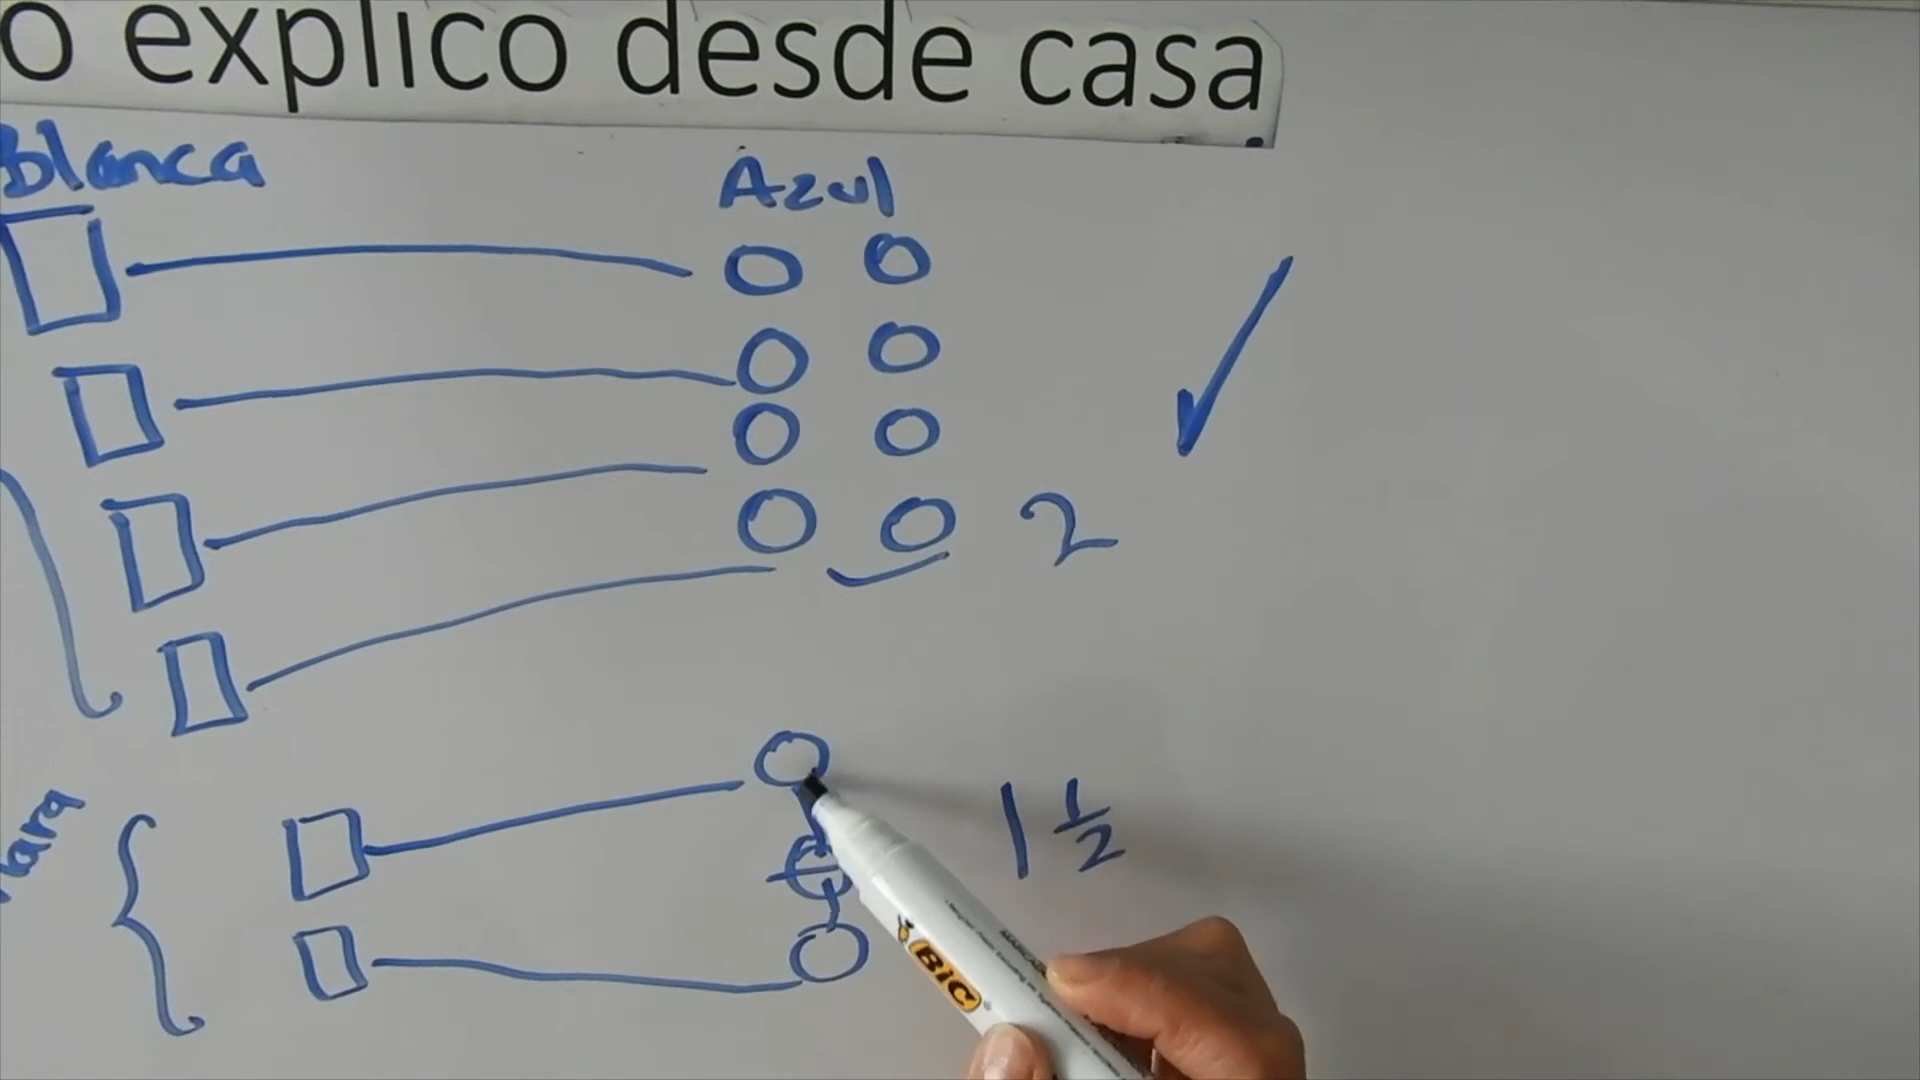 o explico desde casa
Blanca
Azul
2
1 1/2
BIC